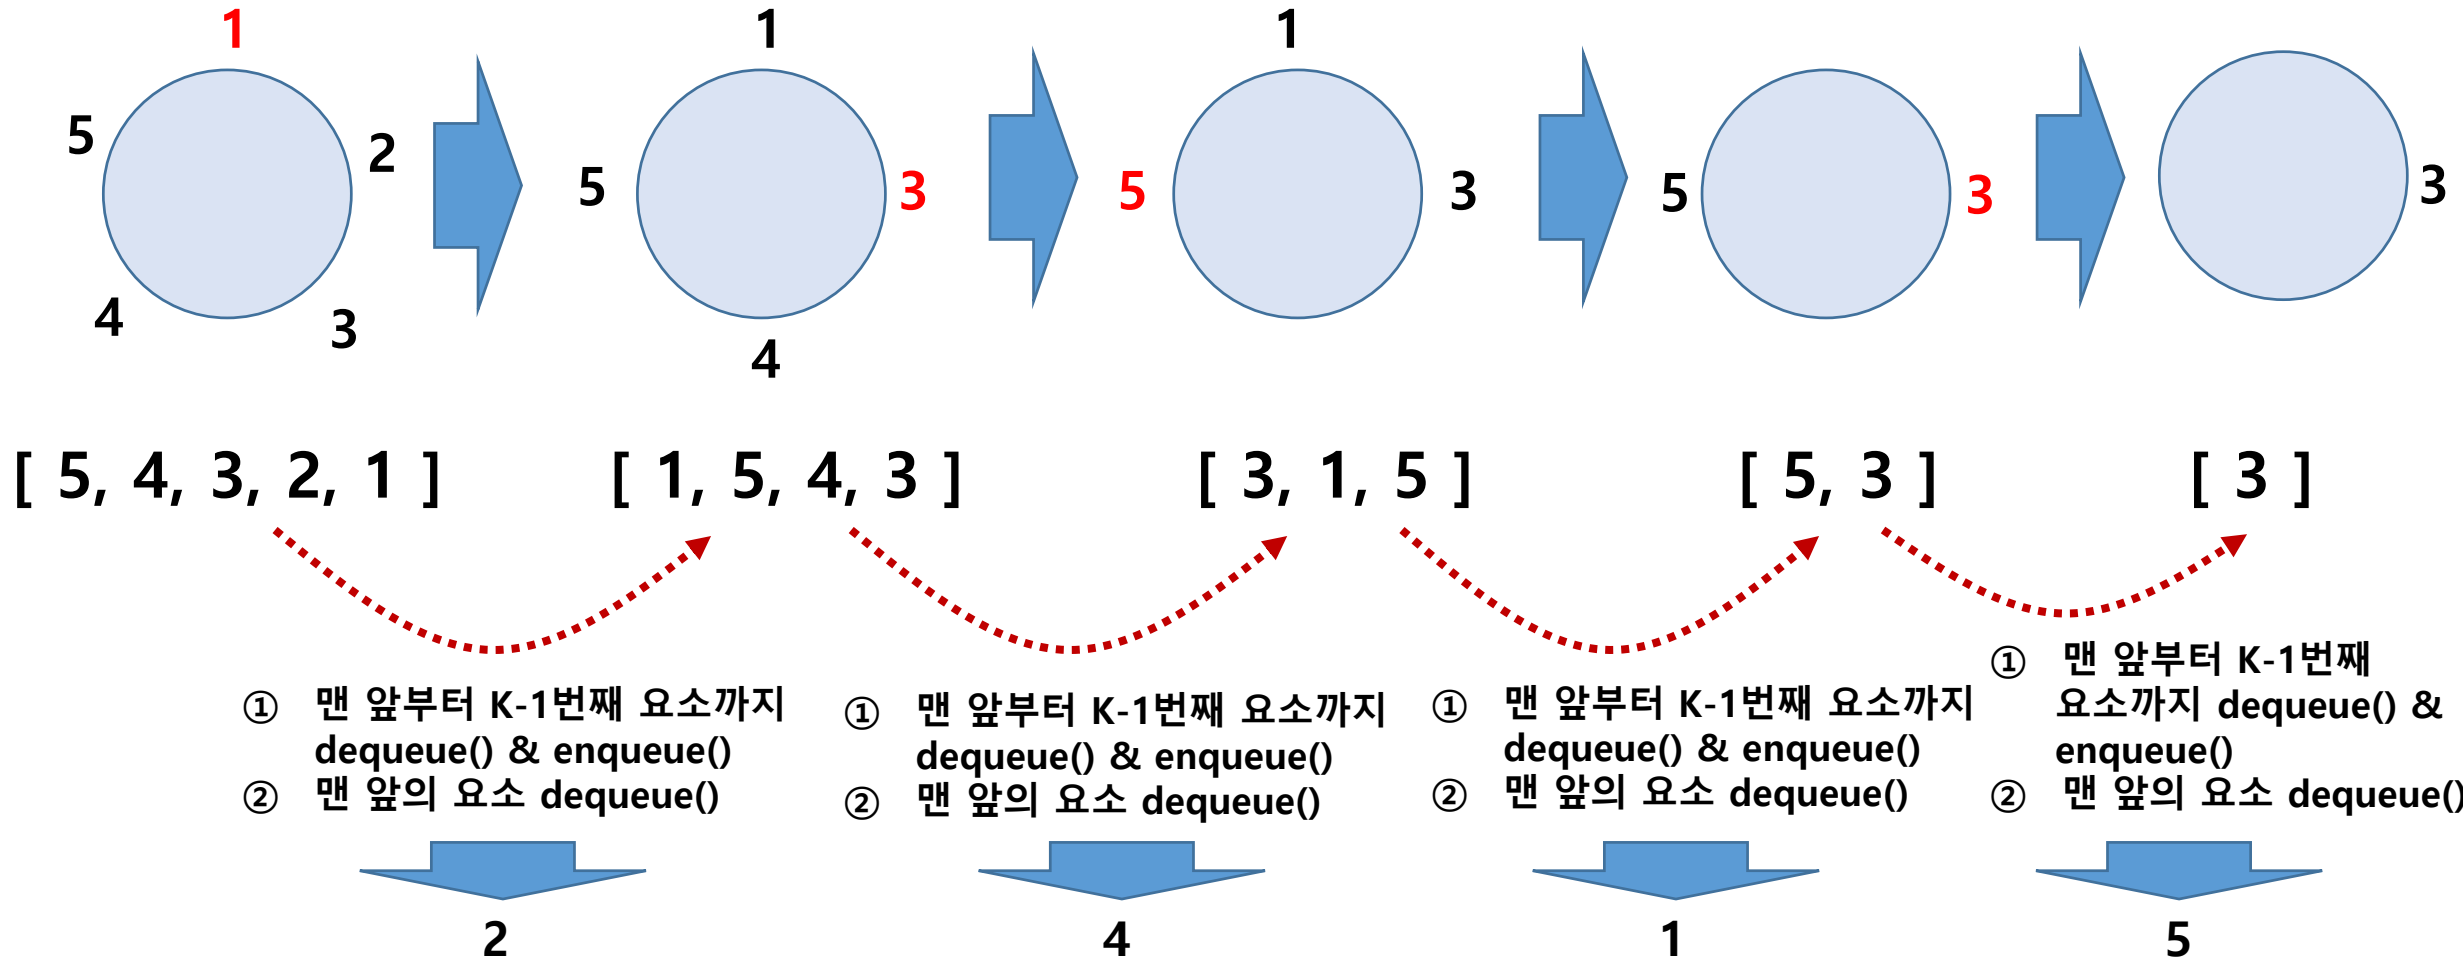 1
5
2
4
3
1
5
3
4
1
5
3
5
3
3
[ 5, 4, 3, 2, 1 ]
[ 1, 5, 4, 3 ]
[ 3, 1, 5 ]
[ 5, 3 ]
[ 3 ]
① 맨 앞부터 K-1번째 요소까지
dequeue() & enqueue()
② 맨 앞의 요소 dequeue()
① 맨 앞부터 K-1번째 요소까지
dequeue() & enqueue()
② 맨 앞의 요소 dequeue()
① 맨 앞부터 K-1번째 요소까지
dequeue() & enqueue()
② 맨 앞의 요소 dequeue()
① 맨 앞부터 K-1번째
요소까지 dequeue() &
enqueue()
② 맨 앞의 요소 dequeue()
2
4
1
5